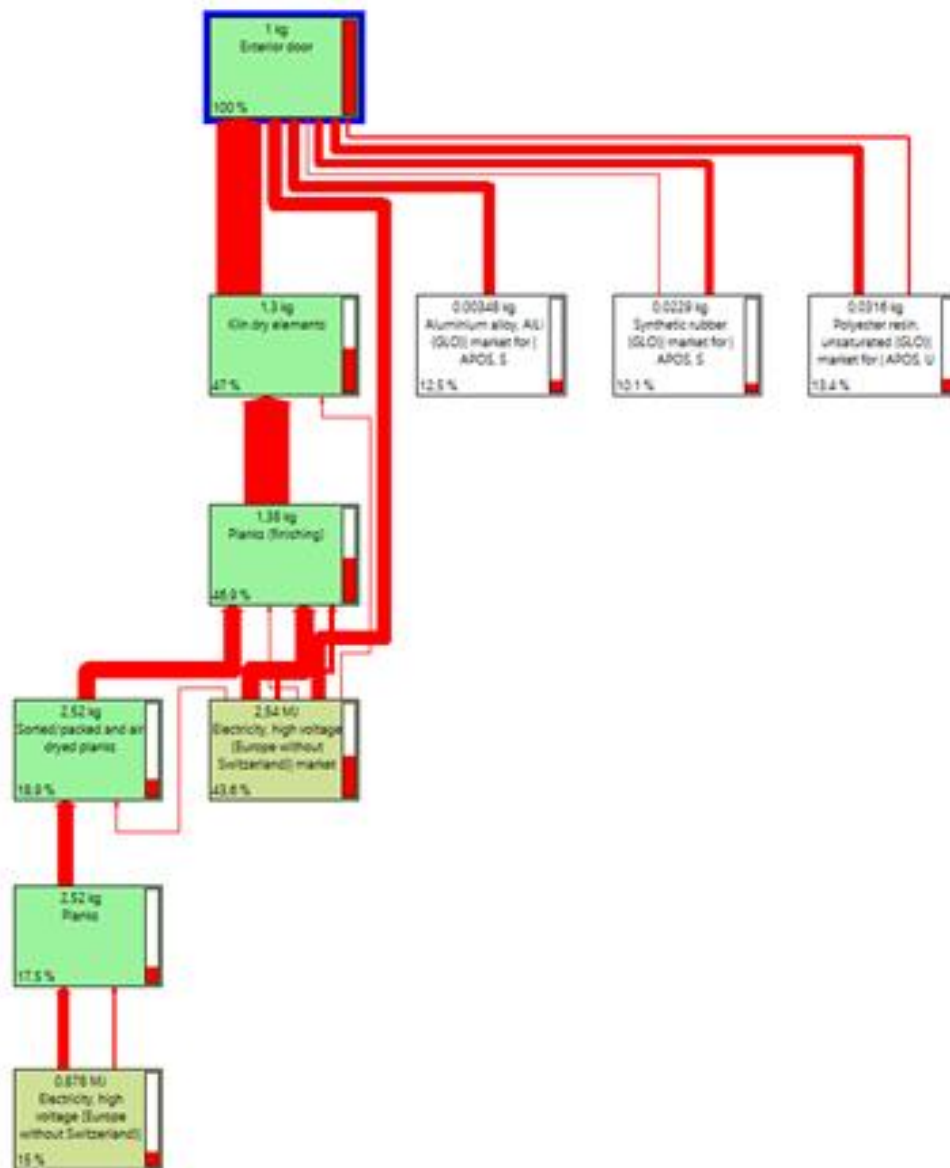 1 kg
Exterior door
100 %
1,3 kg
Kiln dry elements
47 %
0,00348 kg
Aluminium alloy, AlLi
{GLO}| market for |
APOS, S
12,5 %
0,0229 kg
Synthetic rubber
{GLO}| market for |
APOS, S
10,1 %
0,0316 kg
Polyester resin,
unsaturated {GLO}|
market for | APOS, U
13,4 %
1,38 kg
Planks (finishing)
46,9 %
2,52 kg
Sorted/packed and air
dried planks
18,9 %
2,54 MJ
Electricity, high voltage
{Europe without
Switzerland}| market
43,6 %
2,52 kg
Planks
17,5 %
0,878 MJ
Electricity, high
voltage {Europe
without Switzerland}|
15 %